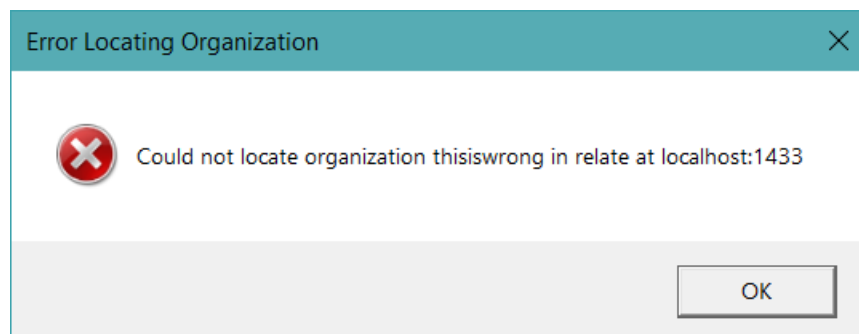 Error Locating Organization
Could not locate organization thisiswrong in relate at localhost:1433
OK